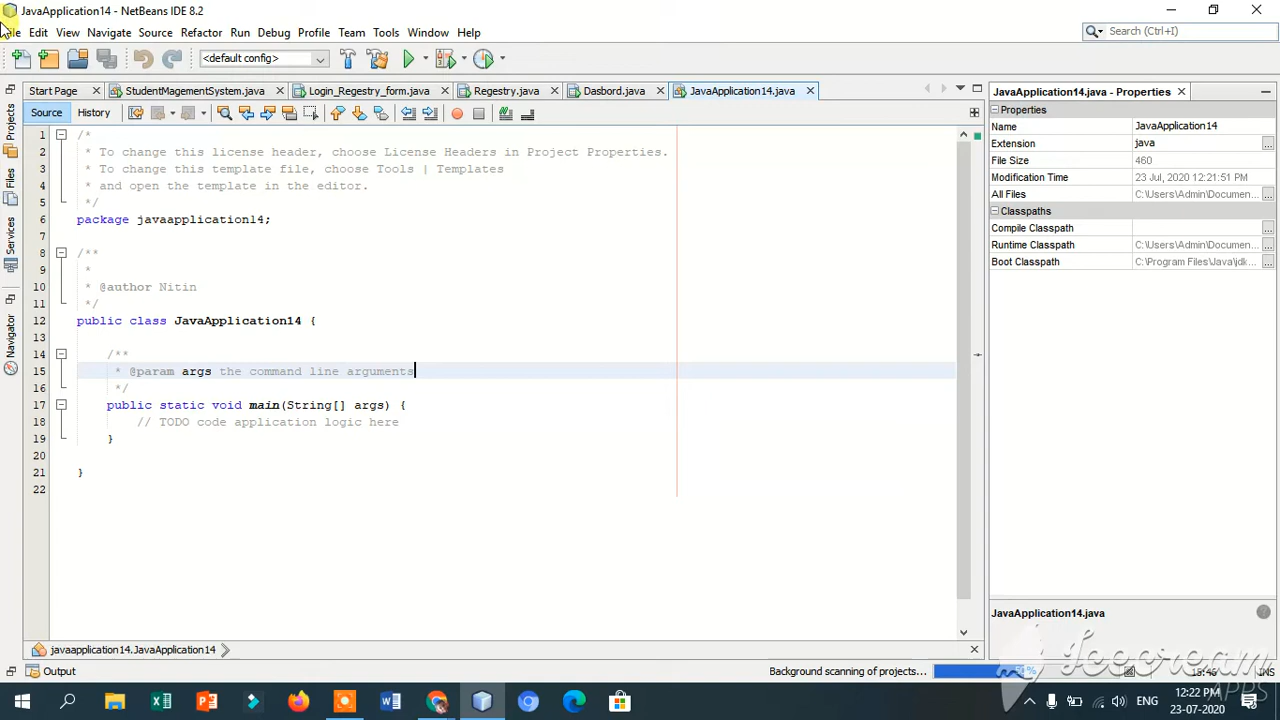 JavaApplication14 - NetBeans IDE 8.2
Edit View Navigate Source Refactor Run Debug Profile Team Tools Window Help
Search (Ctrl+I)
<default config>
Start Page StudentMagementSystem.java Login_Regestry_form.java Regestry.java Dasbord.java JavaApplication14.java
JavaApplication14.java - Properties
Source History
Properties
Name JavaApplication14
Extension java
File Size 460
Modification Time 23 Jul, 2020 12:21:51 PM
All Files C:\Users\Admin\Documen...
Classpaths
Compile Classpath
Runtime Classpath C:\Users\Admin\Documen...
Boot Classpath C:\Program Files\Java\jdk...
Projects
Files
Services
Navigator
1 /*
2 * To change this license header, choose License Headers in Project Properties.
3 * To change this template file, choose Tools | Templates
4 * and open the template in the editor.
5 */
6 package javaapplication14;
7
8 /**
9 *
10 * @author Nitin
11 */
12 public class JavaApplication14 {
13
14 /**
15 * @param args the command line arguments
16 */
17 public static void main(String[] args) {
18 // TODO code application logic here
19 }
20
21 }
22
JavaApplication14.java
javaapplication14.JavaApplication14
Output
Background scanning of projects...
INS
Icecream
APPS
ENG
12:22 PM
23-07-2020